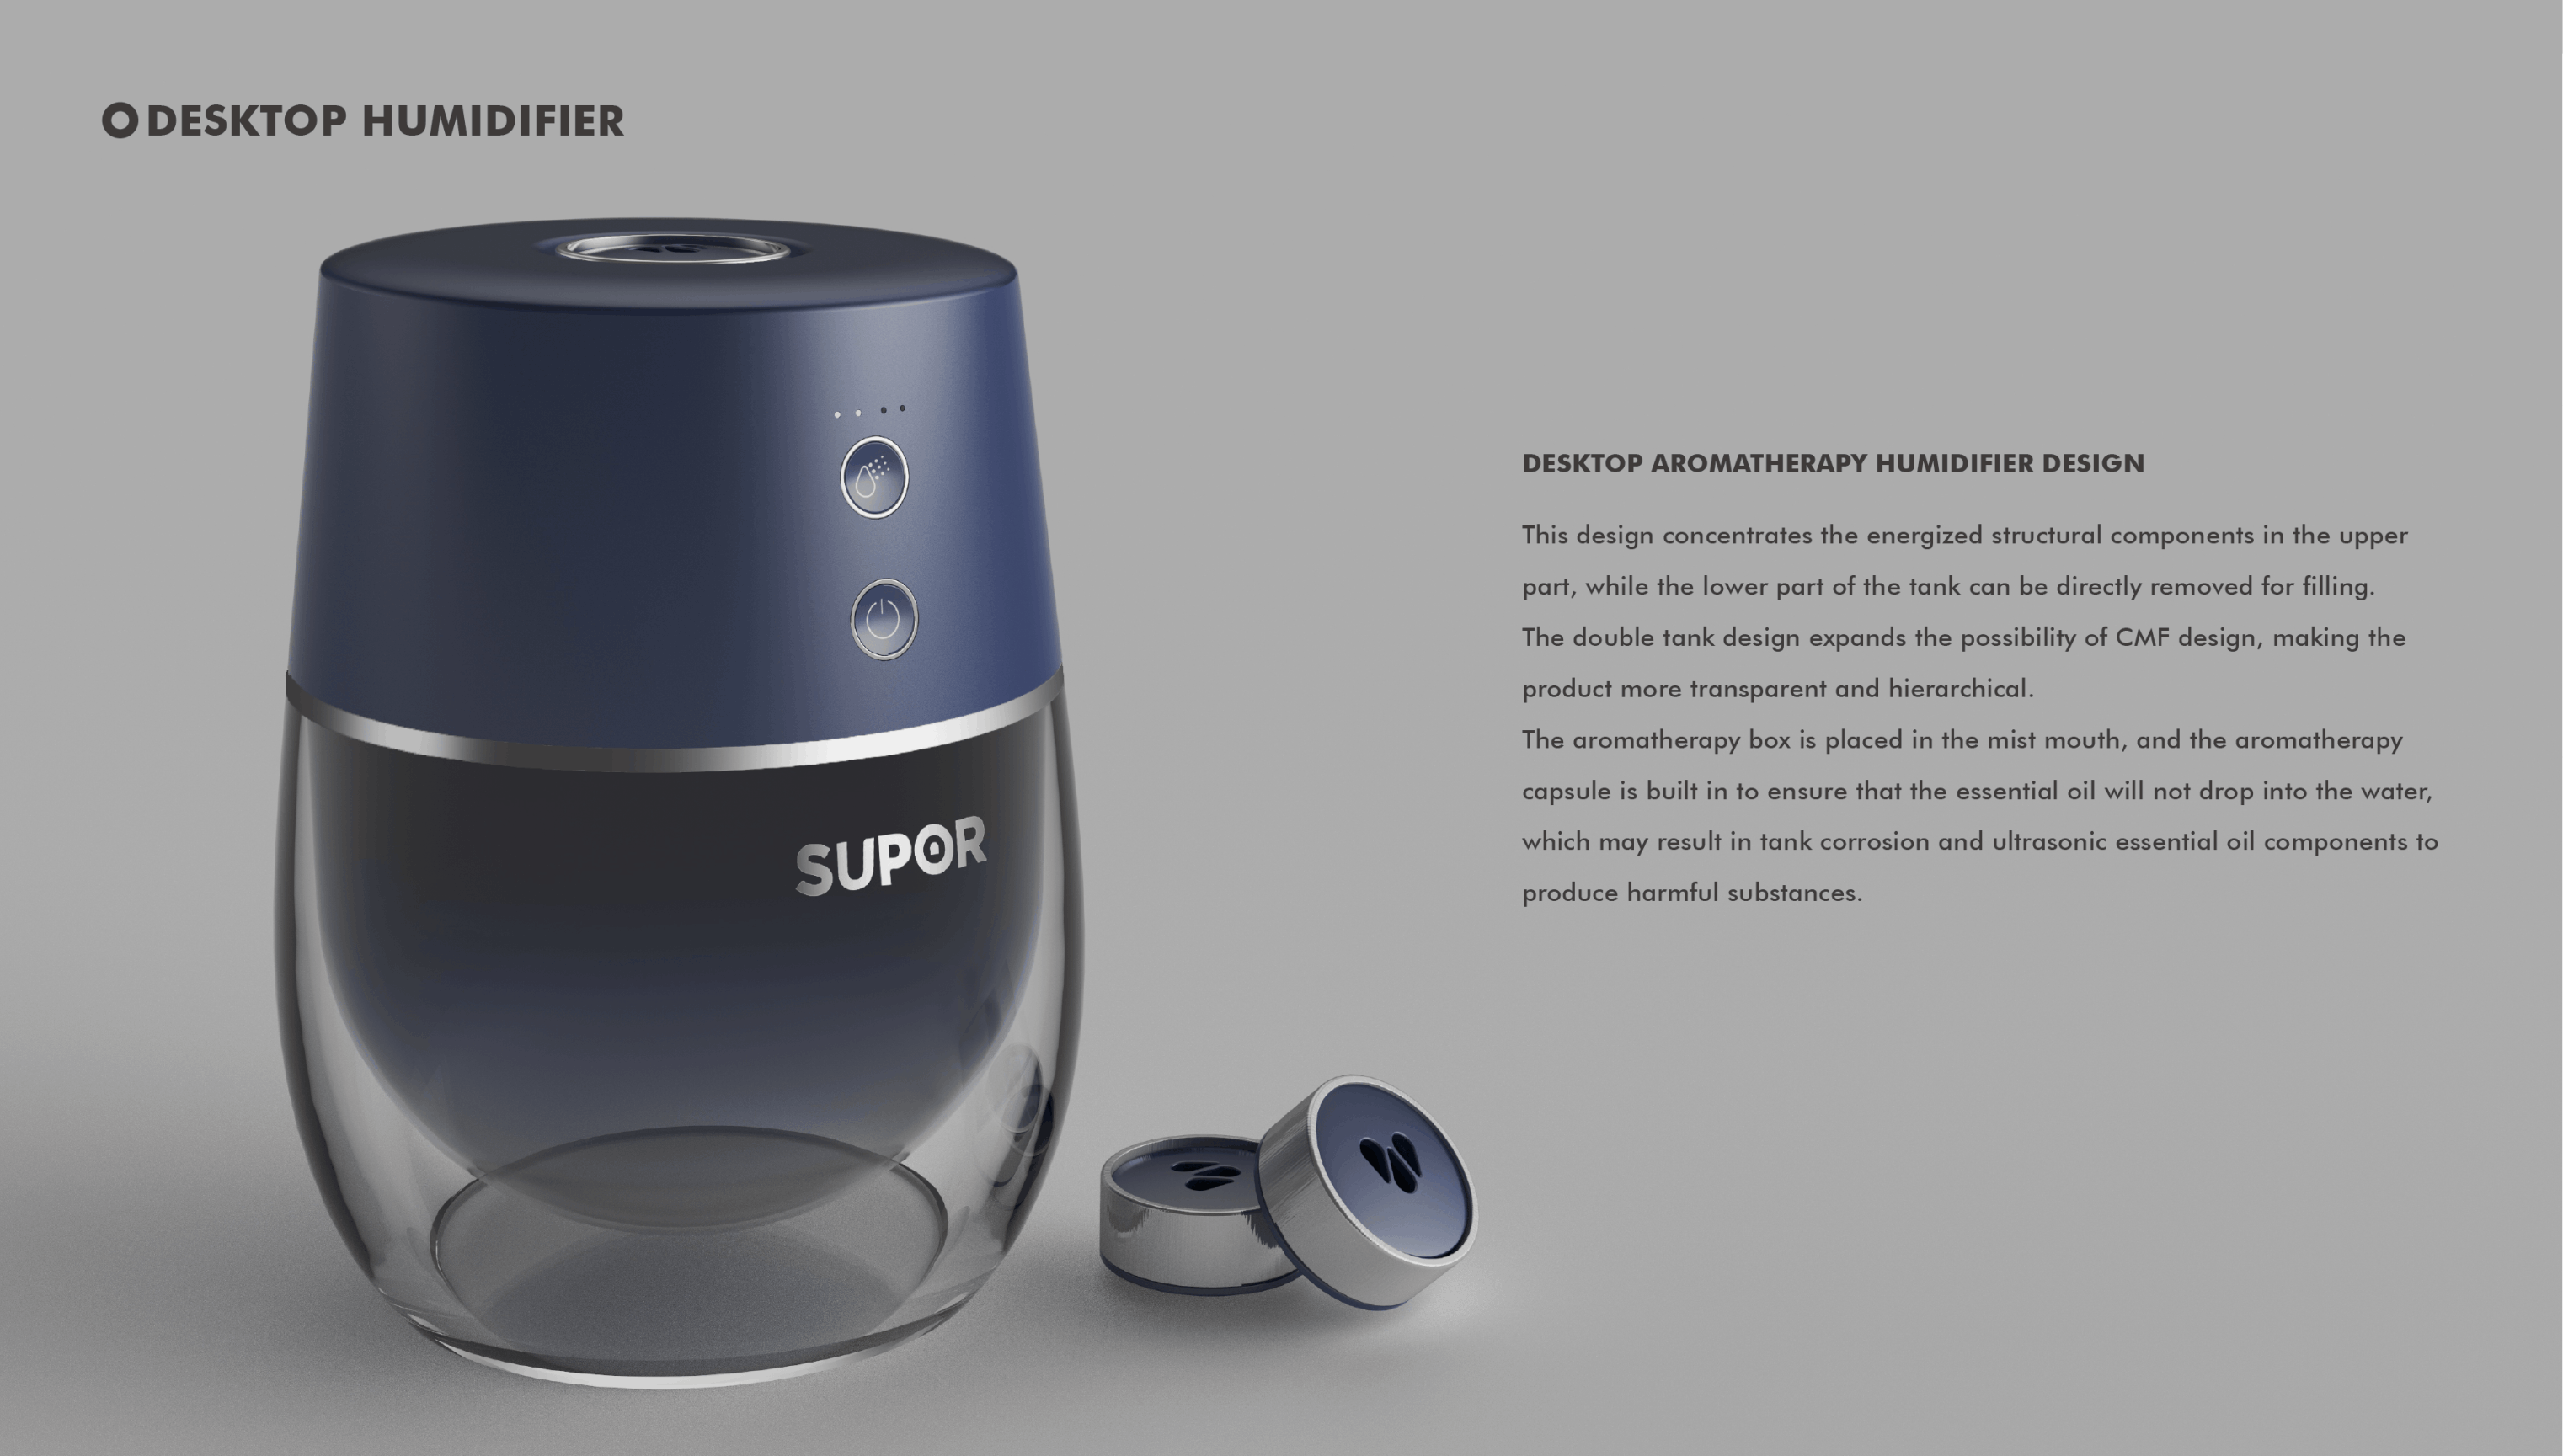 DESKTOP HUMIDIFIER
SUPOR
DESKTOP AROMATHERAPY HUMIDIFIER DESIGN
This design concentrates the energized structural components in the upper
part, while the lower part of the tank can be directly removed for filling.
The double tank design expands the possibility of CMF design, making the
product more transparent and hierarchical.
The aromatherapy box is placed in the mist mouth, and the aromatherapy
capsule is built in to ensure that the essential oil will not drop into the water,
which may result in tank corrosion and ultrasonic essential oil components to
produce harmful substances.